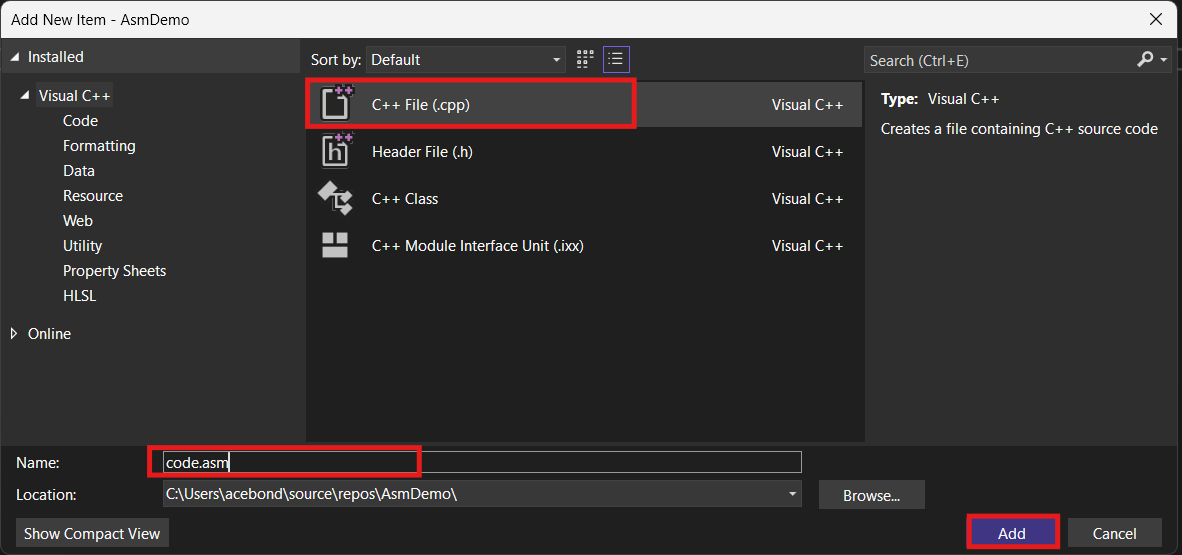 Add New Item - AsmDemo
Installed
Visual C++
Code
Formatting
Data
Resource
Web
Utility
Property Sheets
HLSL
Online
Sort by: Default
C++ File (.cpp) Visual C++
Header File (.h) Visual C++
C++ Class Visual C++
C++ Module Interface Unit (.ixx) Visual C++
Search (Ctrl+E)
Type: Visual C++
Creates a file containing C++ source code
Name: code.asm
Location: C:\Users\acebond\source\repos\AsmDemo\ Browse...
Show Compact View Add Cancel